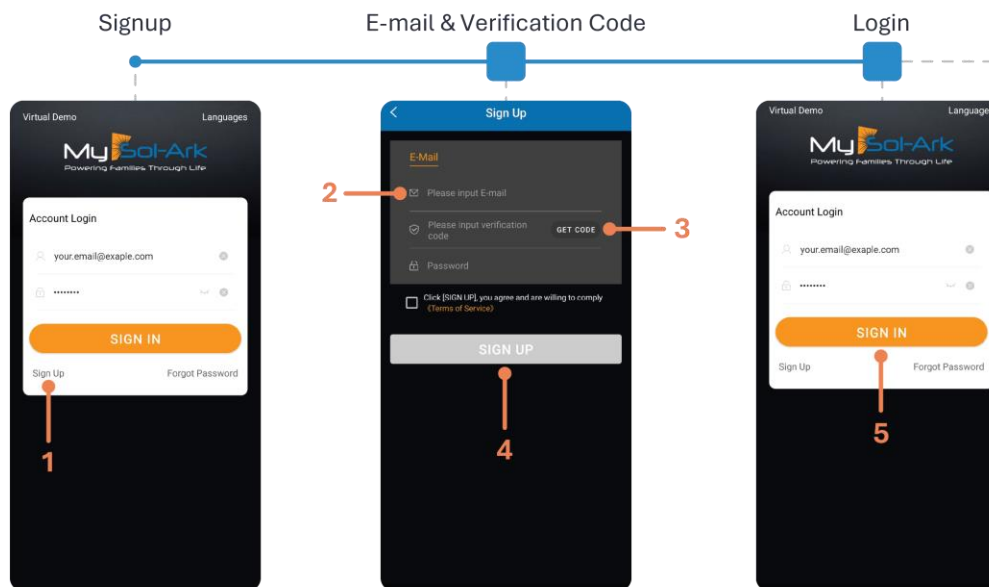 Signup
E-mail & Verification Code
Login
Virtual Demo Languages
My Sol-Ark
Powering Families Through Life
Account Login
your.email@exaple.com
••••••••
SIGN IN
Sign Up Forgot Password
1
Sign Up
E-Mail
2
Please input E-mail
Please input verification
code
GET CODE
3
Password
Click [SIGN UP], you agree and are willing to comply
《Terms of Service》
SIGN UP
4
Virtual Demo Language
My Sol-Ark
Powering Families Through Life
Account Login
your.email@exaple.com
••••••••
SIGN IN
Sign Up Forgot Password
5